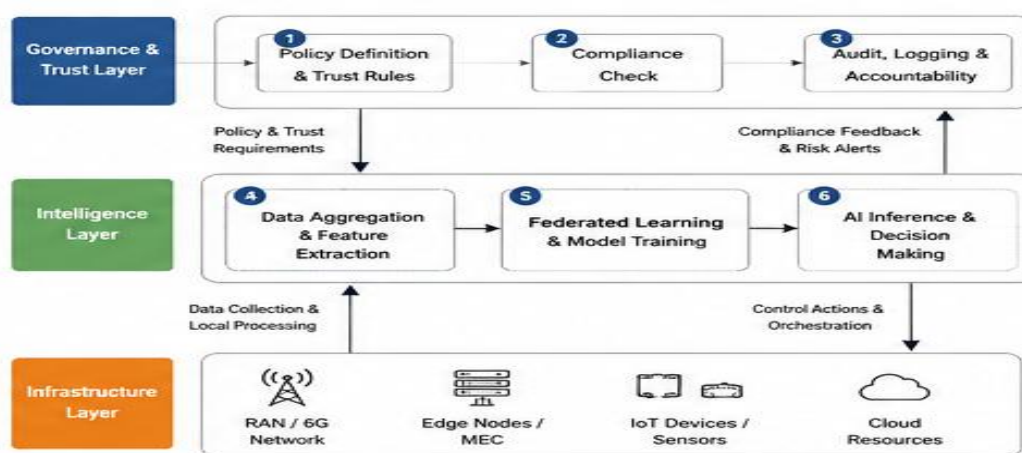 Governance &
Trust Layer
1
Policy Definition
& Trust Rules
2
Compliance
Check
3
Audit, Logging &
Accountability
Policy & Trust
Requirements
Compliance Feedback
& Risk Alerts
Intelligence
Layer
4
Data Aggregation
& Feature
Extraction
5
Federated Learning
& Model Training
6
AI Inference &
Decision
Making
Data Collection &
Local Processing
Control Actions &
Orchestration
Infrastructure
Layer
RAN / 6G
Network
Edge Nodes /
MEC
IoT Devices /
Sensors
Cloud
Resources